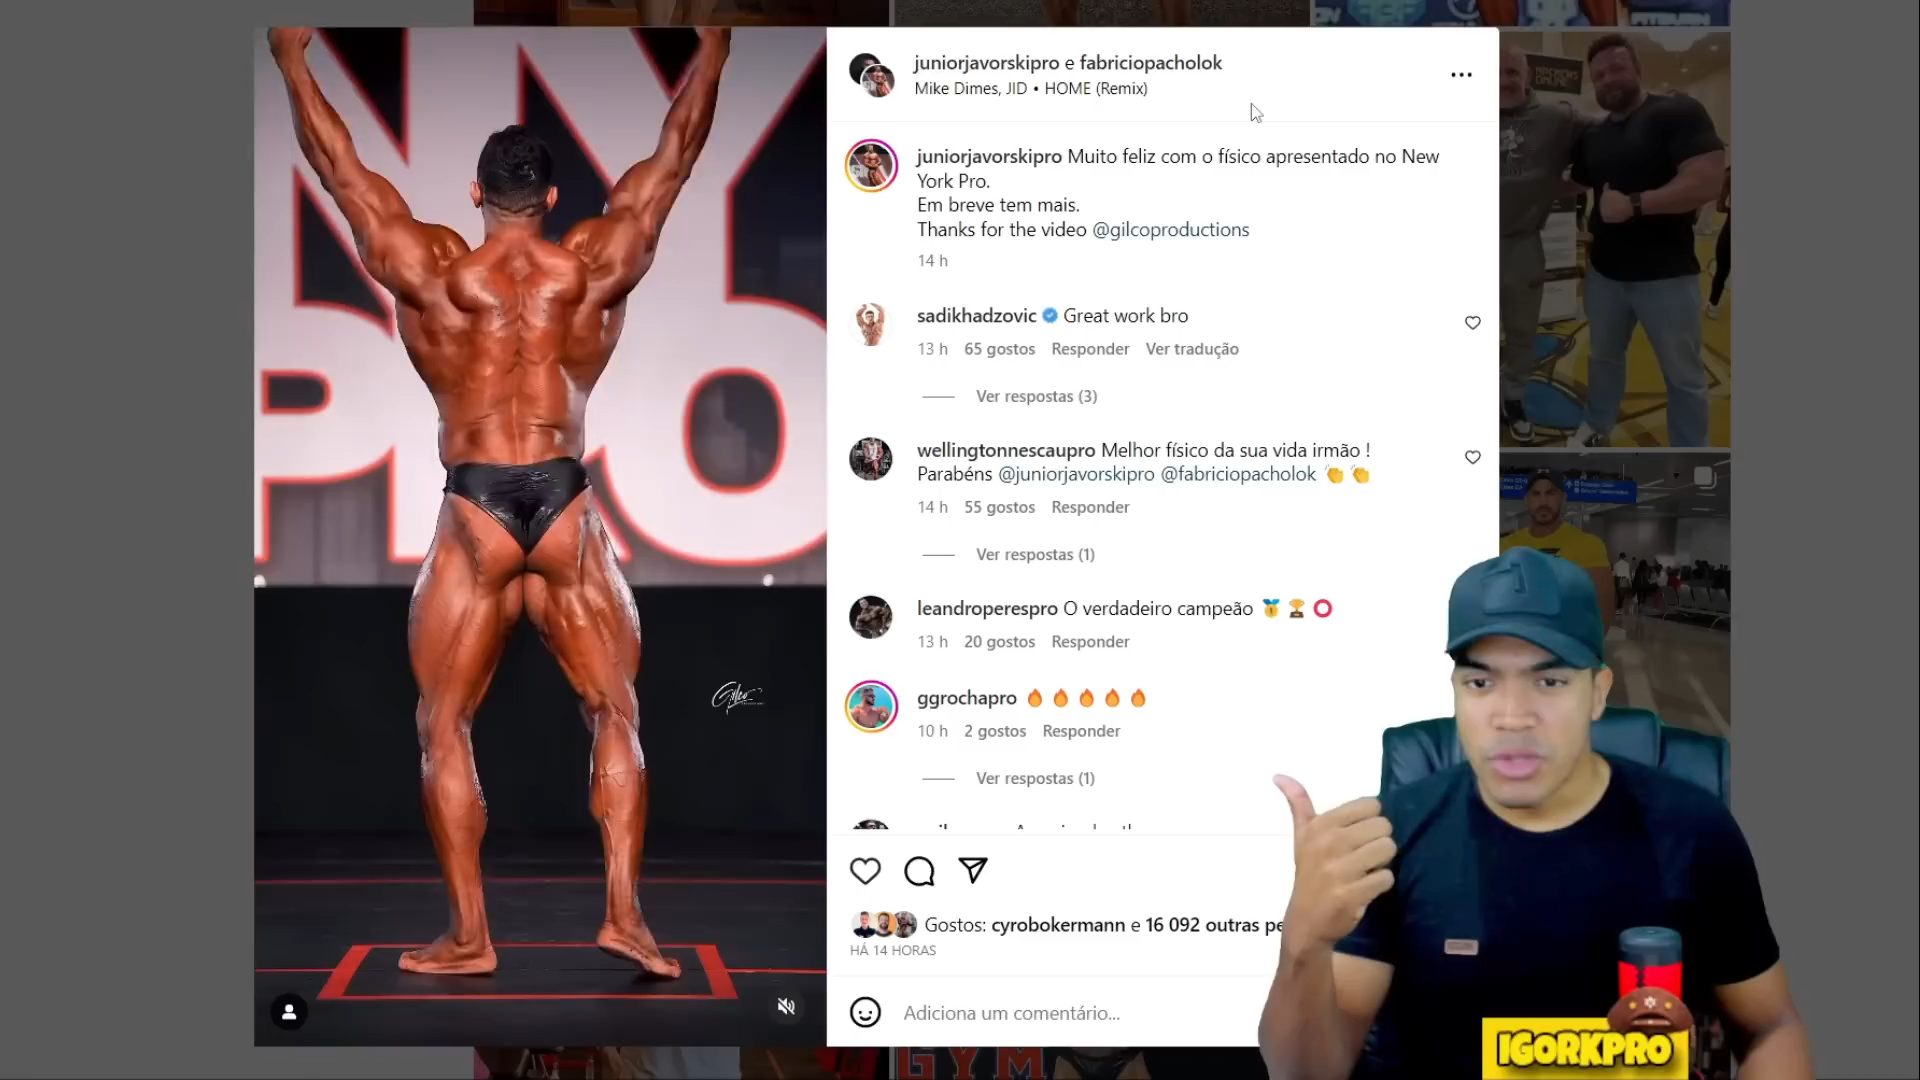 NY
PRO
Gilco
juniorjavorskipro e fabriciopacholok
Mike Dimes, JID • HOME (Remix)
juniorjavorskipro Muito feliz com o físico apresentado no New
York Pro.
Em breve tem mais.
Thanks for the video @gilcoproductions
14 h
sadikhadzovic Great work bro
13 h 65 gostos Responder Ver tradução
Ver respostas (3)
wellingtonnescaupro Melhor físico da sua vida irmão !
Parabéns @juniorjavorskipro @fabriciopacholok 👏 👏
14 h 55 gostos Responder
Ver respostas (1)
leandroperespro O verdadeiro campeão 🥇 🏆 ⭕
13 h 20 gostos Responder
ggrochapro 🔥 🔥 🔥 🔥 🔥
10 h 2 gostos Responder
Ver respostas (1)
Gostos: cyrobokermann e 16 092 outras pe
HÁ 14 HORAS
Adiciona um comentário...
GYM
IGORKPRO